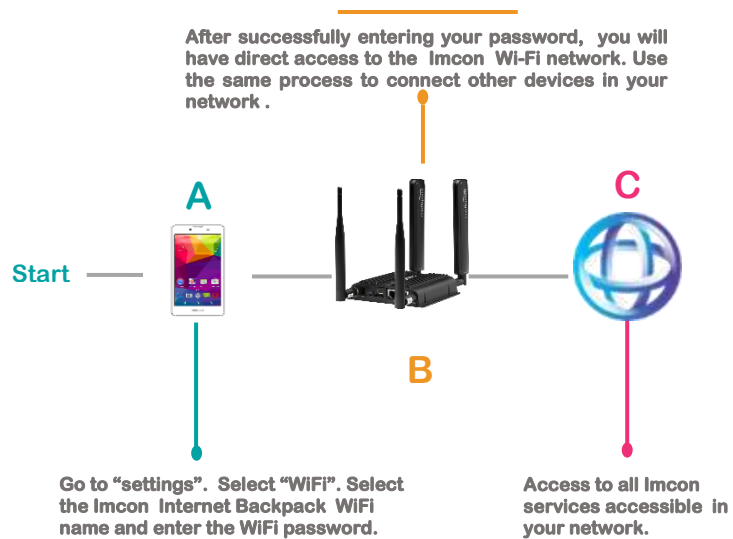 After successfully entering your password, you will
have direct access to the Imcon Wi-Fi network. Use
the same process to connect other devices in your
network .
A
C
Start
B
Go to “settings”. Select “WiFi”. Select
the Imcon Internet Backpack WiFi
name and enter the WiFi password.
Access to all Imcon
services accessible in
your network.